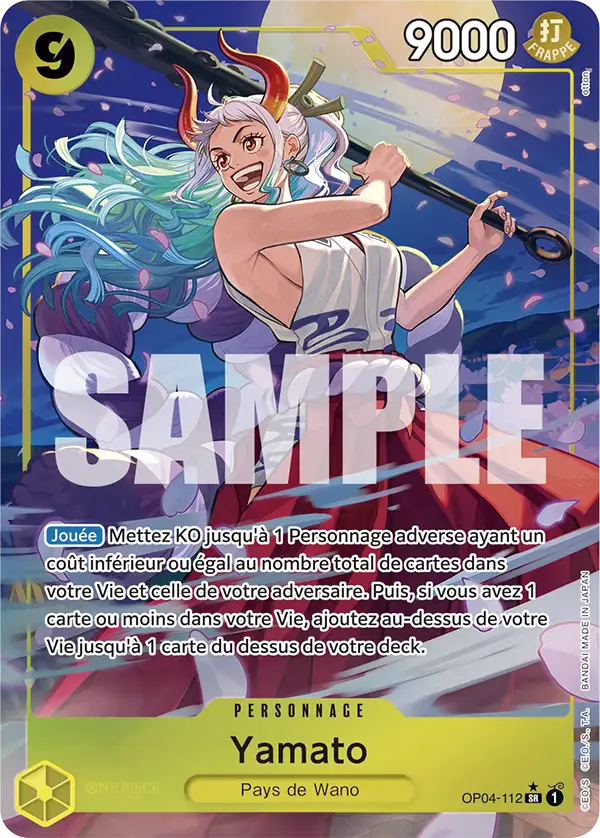 9
9000
打
FRAPPE
otton
SAMPLE
Jouée Mettez KO jusqu'à 1 Personnage adverse ayant un
coût inférieur ou égal au nombre total de cartes dans
votre Vie et celle de votre adversaire. Puis, si vous avez 1
carte ou moins dans votre Vie, ajoutez au-dessus de votre
Vie jusqu'à 1 carte du dessus de votre deck.
©E.O/S ©E.O./S., T.A. BANDAI MADE IN JAPAN
PERSONNAGE
Yamato
ONE PIECE
Pays de Wano
OP04-112 SR 1